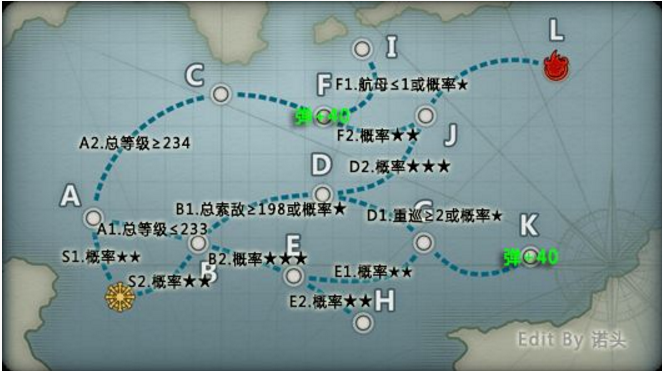 L
I
C
F
F1.航母≤1或概率★
弹+40
F2.概率★★
J
A2.总等级≥234
D
D2.概率★★★
A
B1.总索敌≥198或概率★
D1.重巡≥2或概率★
G
K
A1.总等级≤233
S1.概率★★
B2.概率★★★
E
弹+40
B
S2.概率★★
E1.概率★★
E2.概率★★
H
Edit By 诺头